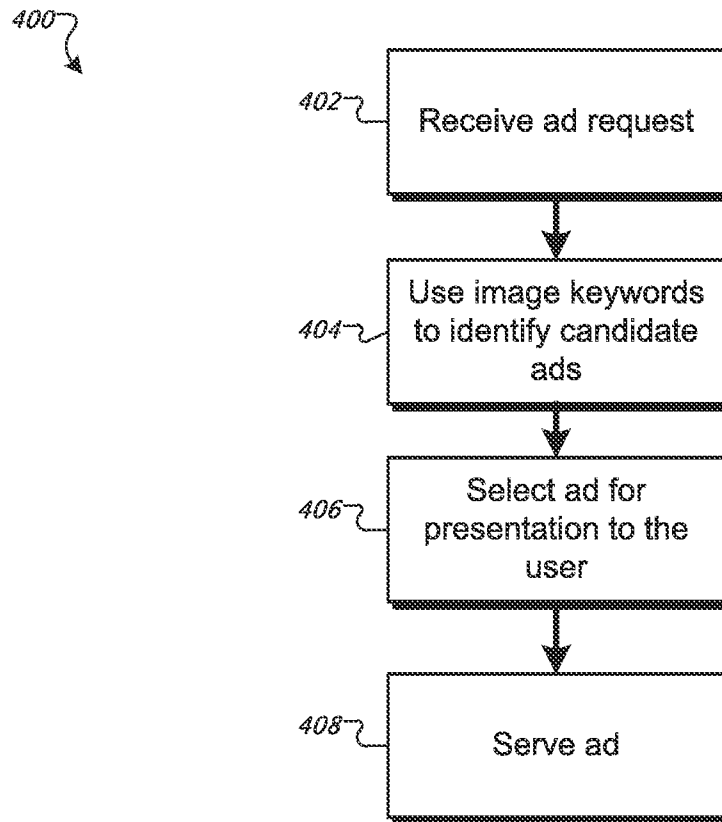 400
402
Receive ad request
404
Use image keywords
to identify candidate
ads
406
Select ad for
presentation to the
user
408
Serve ad